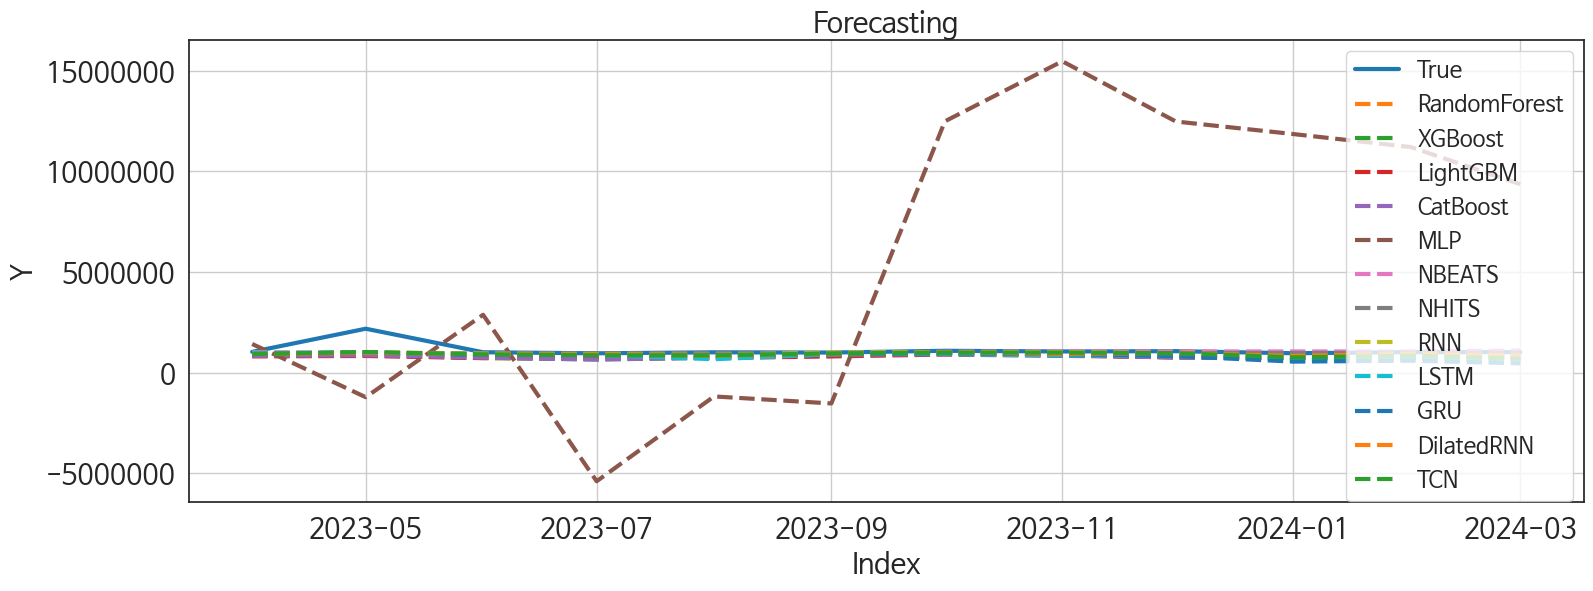 Forecasting
15000000
10000000
5000000
0
−5000000
Y
2023-05
2023-07
2023-09
2023-11
2024-01
2024-03
Index
True
RandomForest
XGBoost
LightGBM
CatBoost
MLP
NBEATS
NHITS
RNN
LSTM
GRU
DilatedRNN
TCN